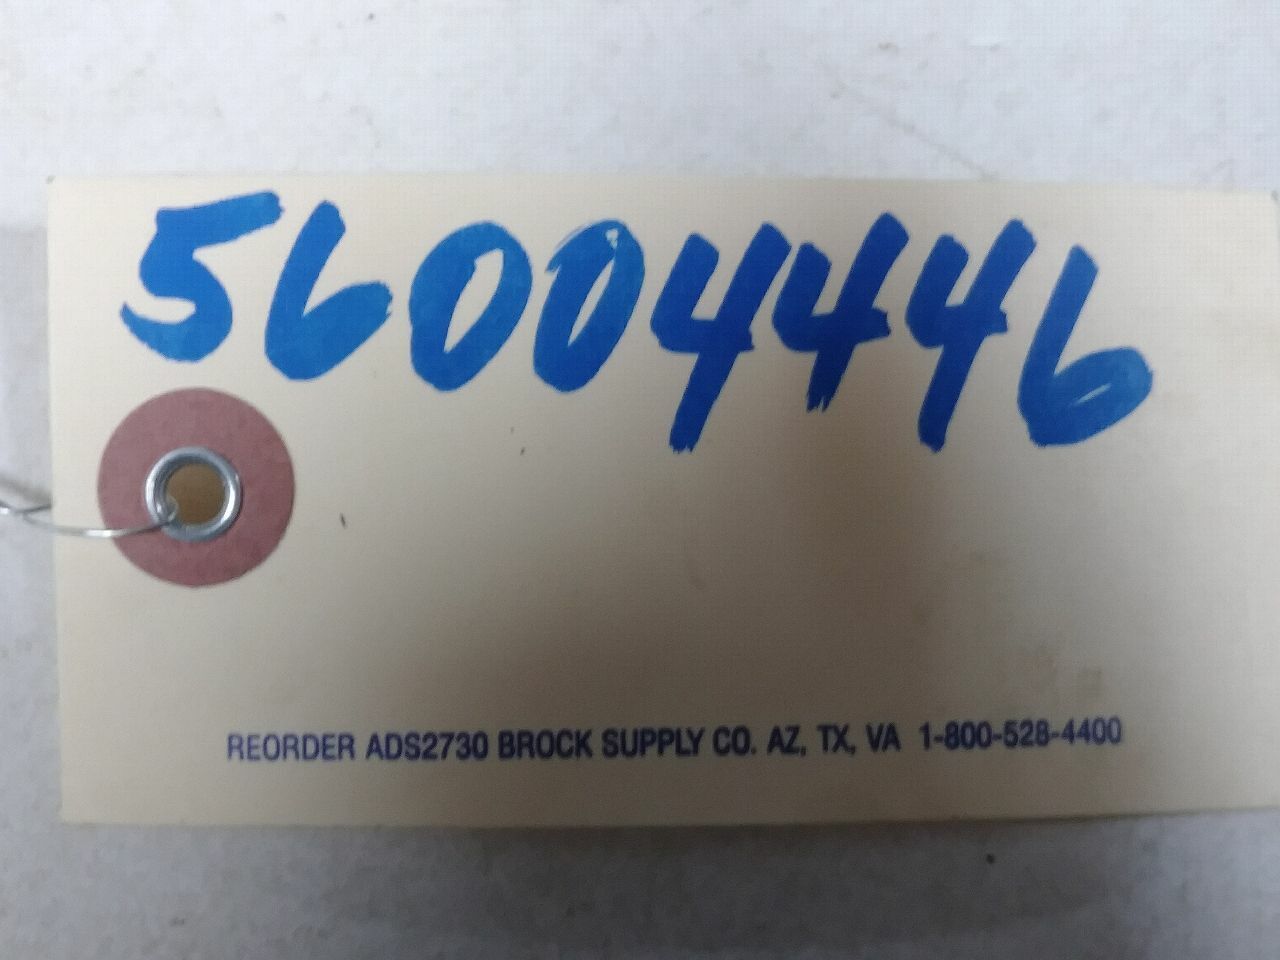 56004446
REORDER ADS2730 BROCK SUPPLY CO. AZ, TX, VA 1-800-528-4400